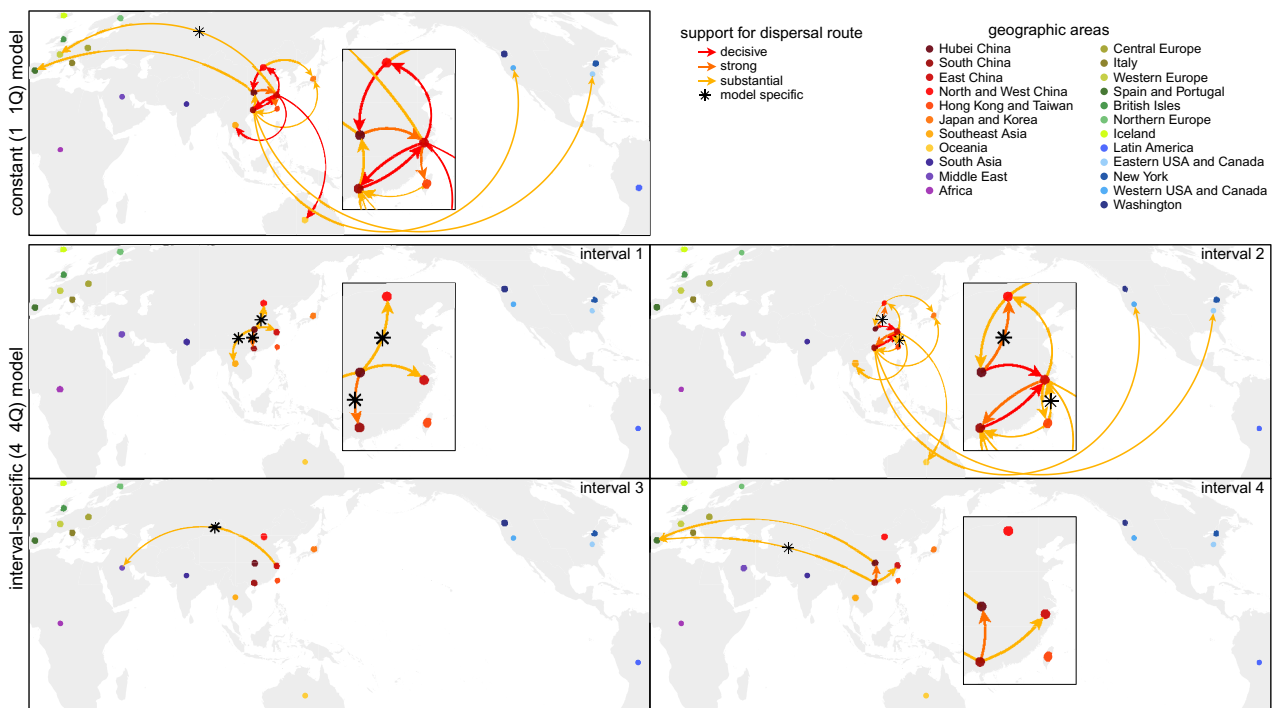 constant (1 1Q) model
support for dispersal route
decisive
strong
substantial
model specific
geographic areas
Hubei China
South China
East China
North and West China
Hong Kong and Taiwan
Japan and Korea
Southeast Asia
Oceania
South Asia
Middle East
Africa
Central Europe
Italy
Western Europe
Spain and Portugal
British Isles
Northern Europe
Iceland
Latin America
Eastern USA and Canada
New York
Western USA and Canada
Washington
interval-specific (4 4Q) model
interval 1
interval 2
interval 3
interval 4